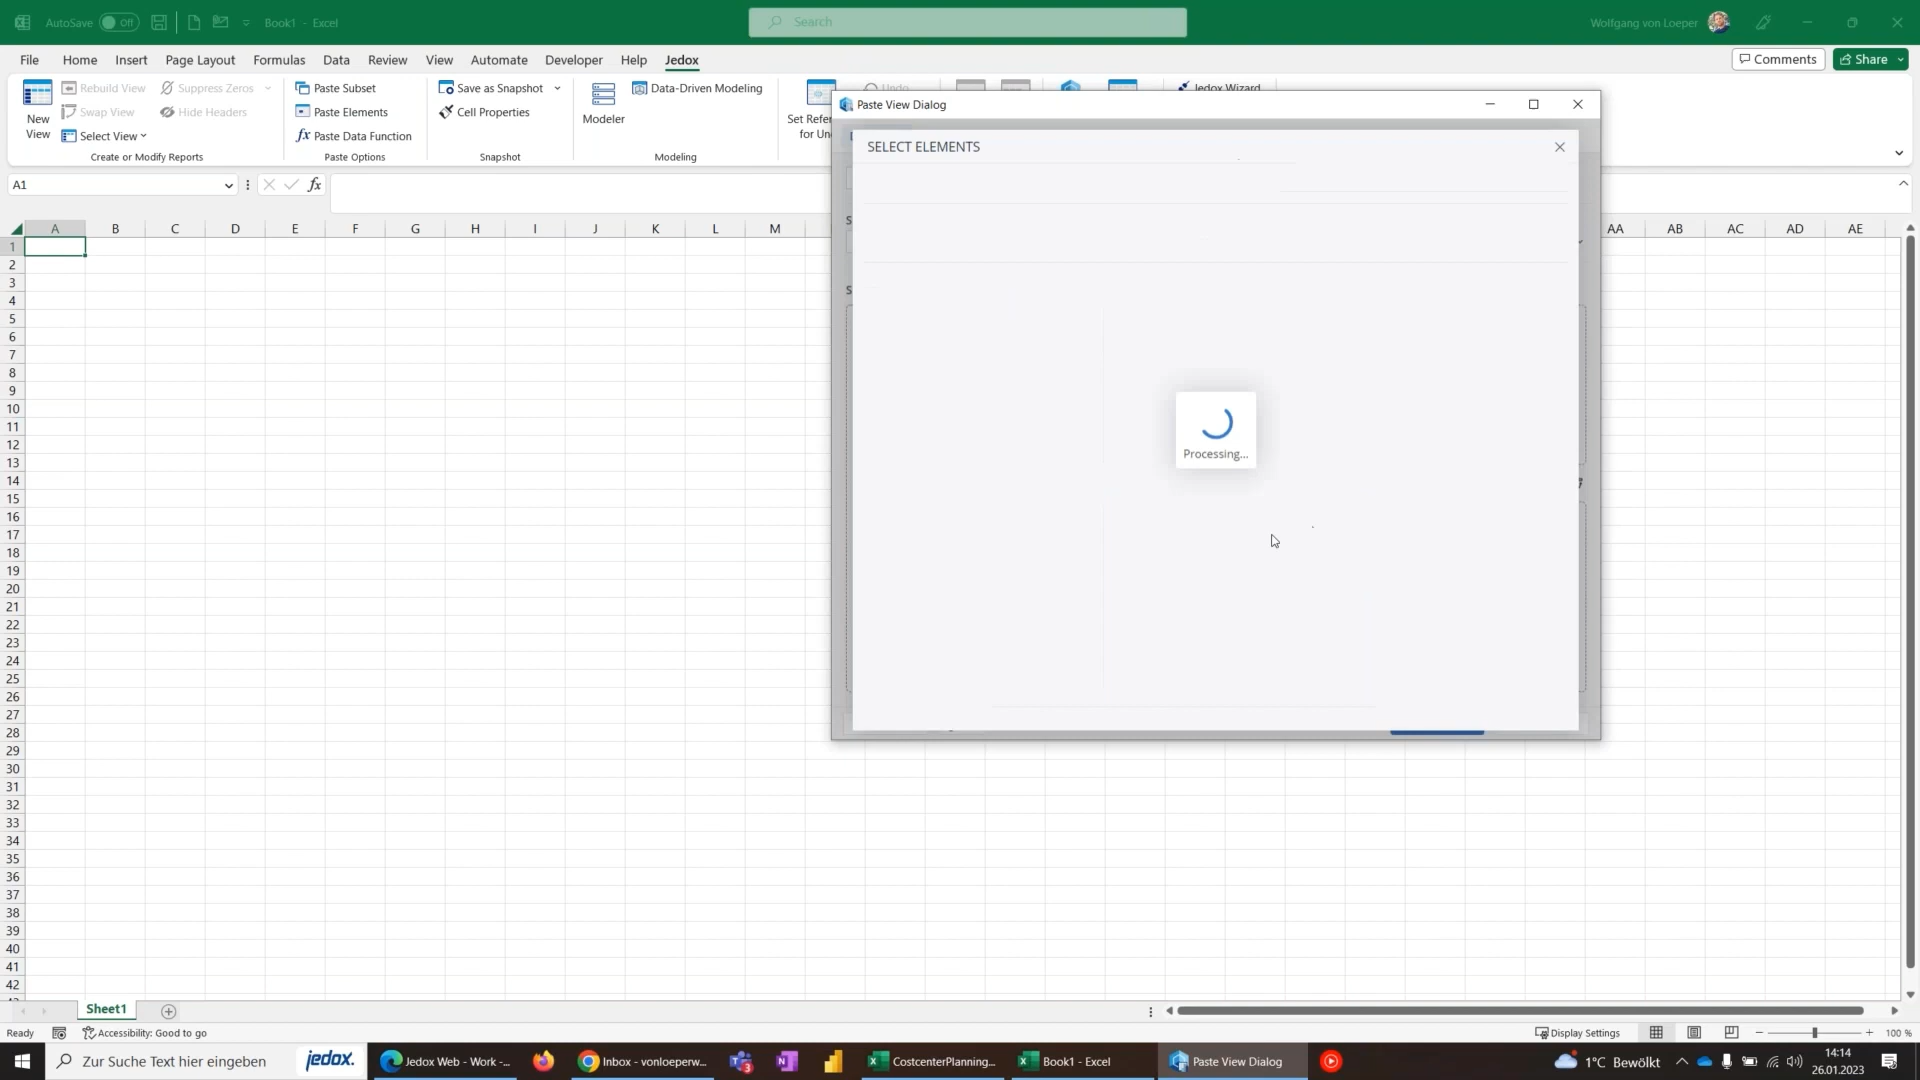 AutoSave Off Book1 - Excel Search Wolfgang von Loeper
File Home Insert Page Layout Formulas Data Review View Automate Developer Help Jedox Comments Share
New View
Rebuild View
Swap View
Select View
Suppress Zeros
Hide Headers
Create or Modify Reports
Paste Subset
Paste Elements
fx Paste Data Function
Paste Options
Save as Snapshot
Cell Properties
Snapshot
Modeler
Data-Driven Modeling
Modeling
Undo
Jedox Wizard
Paste View Dialog
SELECT ELEMENTS
Processing...
A1 fx
A B C D E F G H I J K L M AA AB AC AD AE
1
2
3
4
5
6
7
8
9
10
11
12
13
14
15
16
17
18
19
20
21
22
23
24
25
26
27
28
29
30
31
32
33
34
35
36
37
38
39
40
41
42
Sheet1
Ready Accessibility: Good to go Display Settings 100 %
Zur Suche Text hier eingeben jedox. Jedox Web - Work -... Inbox - vonloeperw... 3 CostcenterPlanning... Book1 - Excel Paste View Dialog 1°C Bewölkt 14:14
26.01.2023